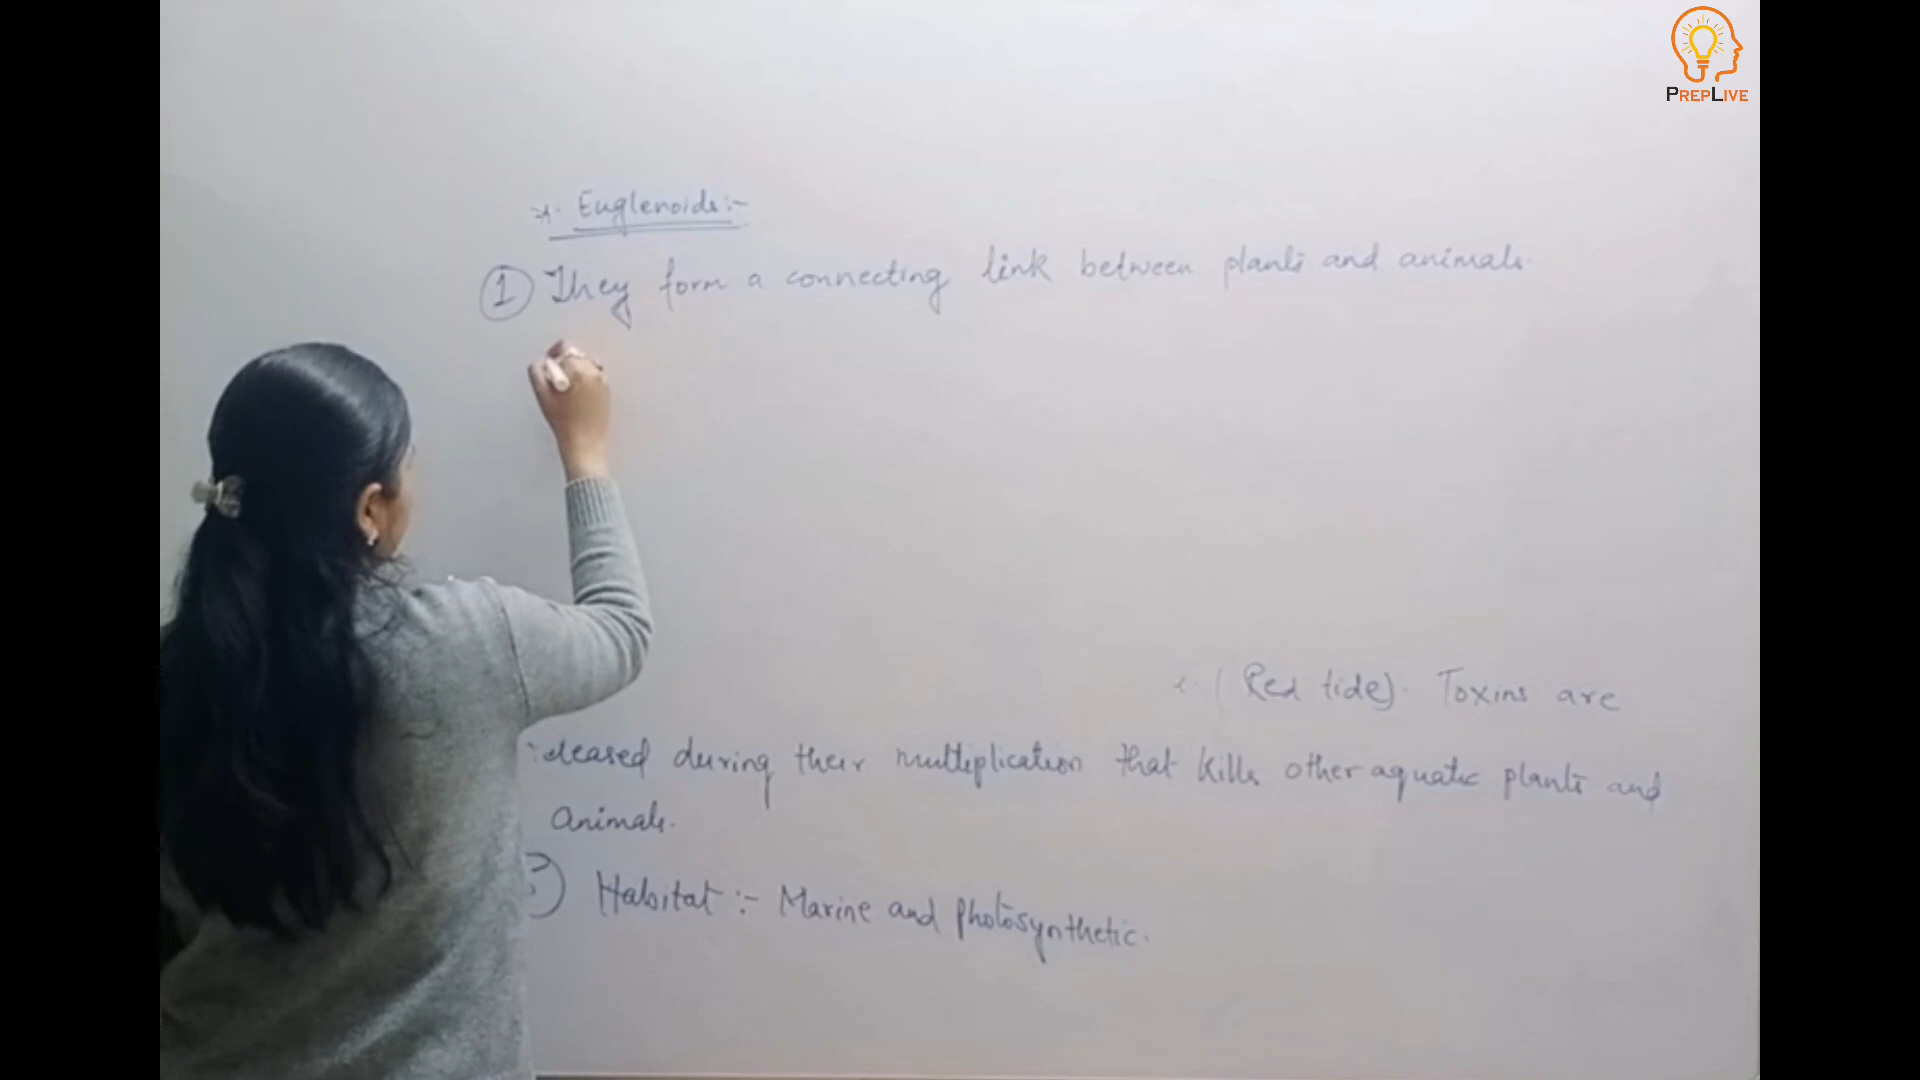 PREPLIVE
Euglenoids:-
① They form a connecting link between plants and animals.
(Red tide). Toxins are
eleased during their multiplication that kills other aquatic plants and
animals.
Habitat :- Marine and photosynthetic.